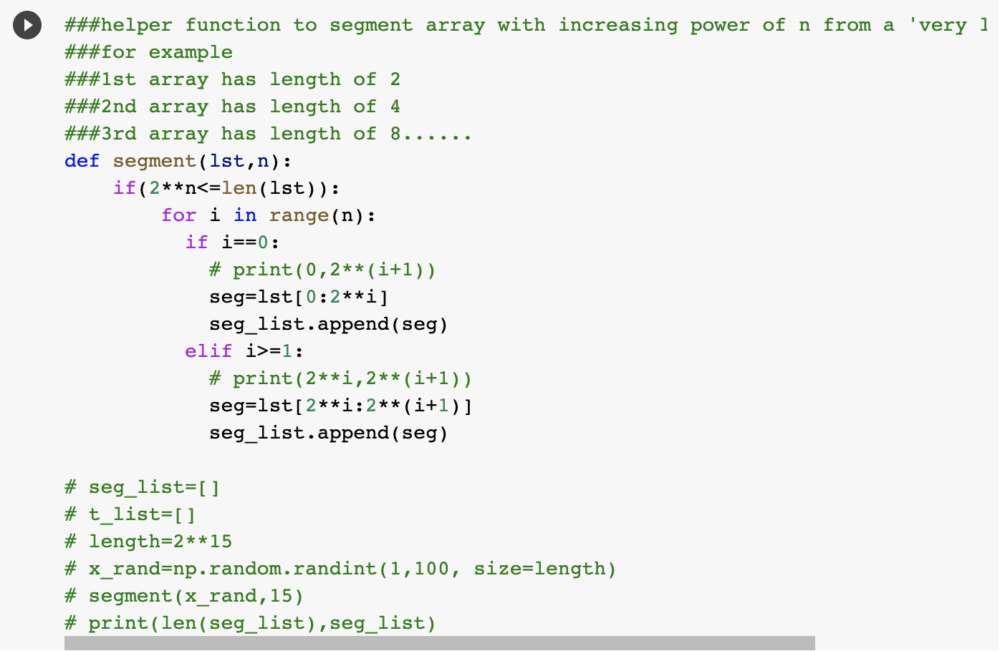 ###helper function to segment array with increasing power of n from a 'very l
###for example
###1st array has length of 2
###2nd array has length of 4
###3rd array has length of 8......
def segment(lst,n):
    if(2**n<=len(lst)):
        for i in range(n):
          if i==0:
            # print(0,2**(i+1))
            seg=lst[0:2**i]
            seg_list.append(seg)
          elif i>=1:
            # print(2**i,2**(i+1))
            seg=lst[2**i:2**(i+1)]
            seg_list.append(seg)

# seg_list=[]
# t_list=[]
# length=2**15
# x_rand=np.random.randint(1,100, size=length)
# segment(x_rand,15)
# print(len(seg_list),seg_list)